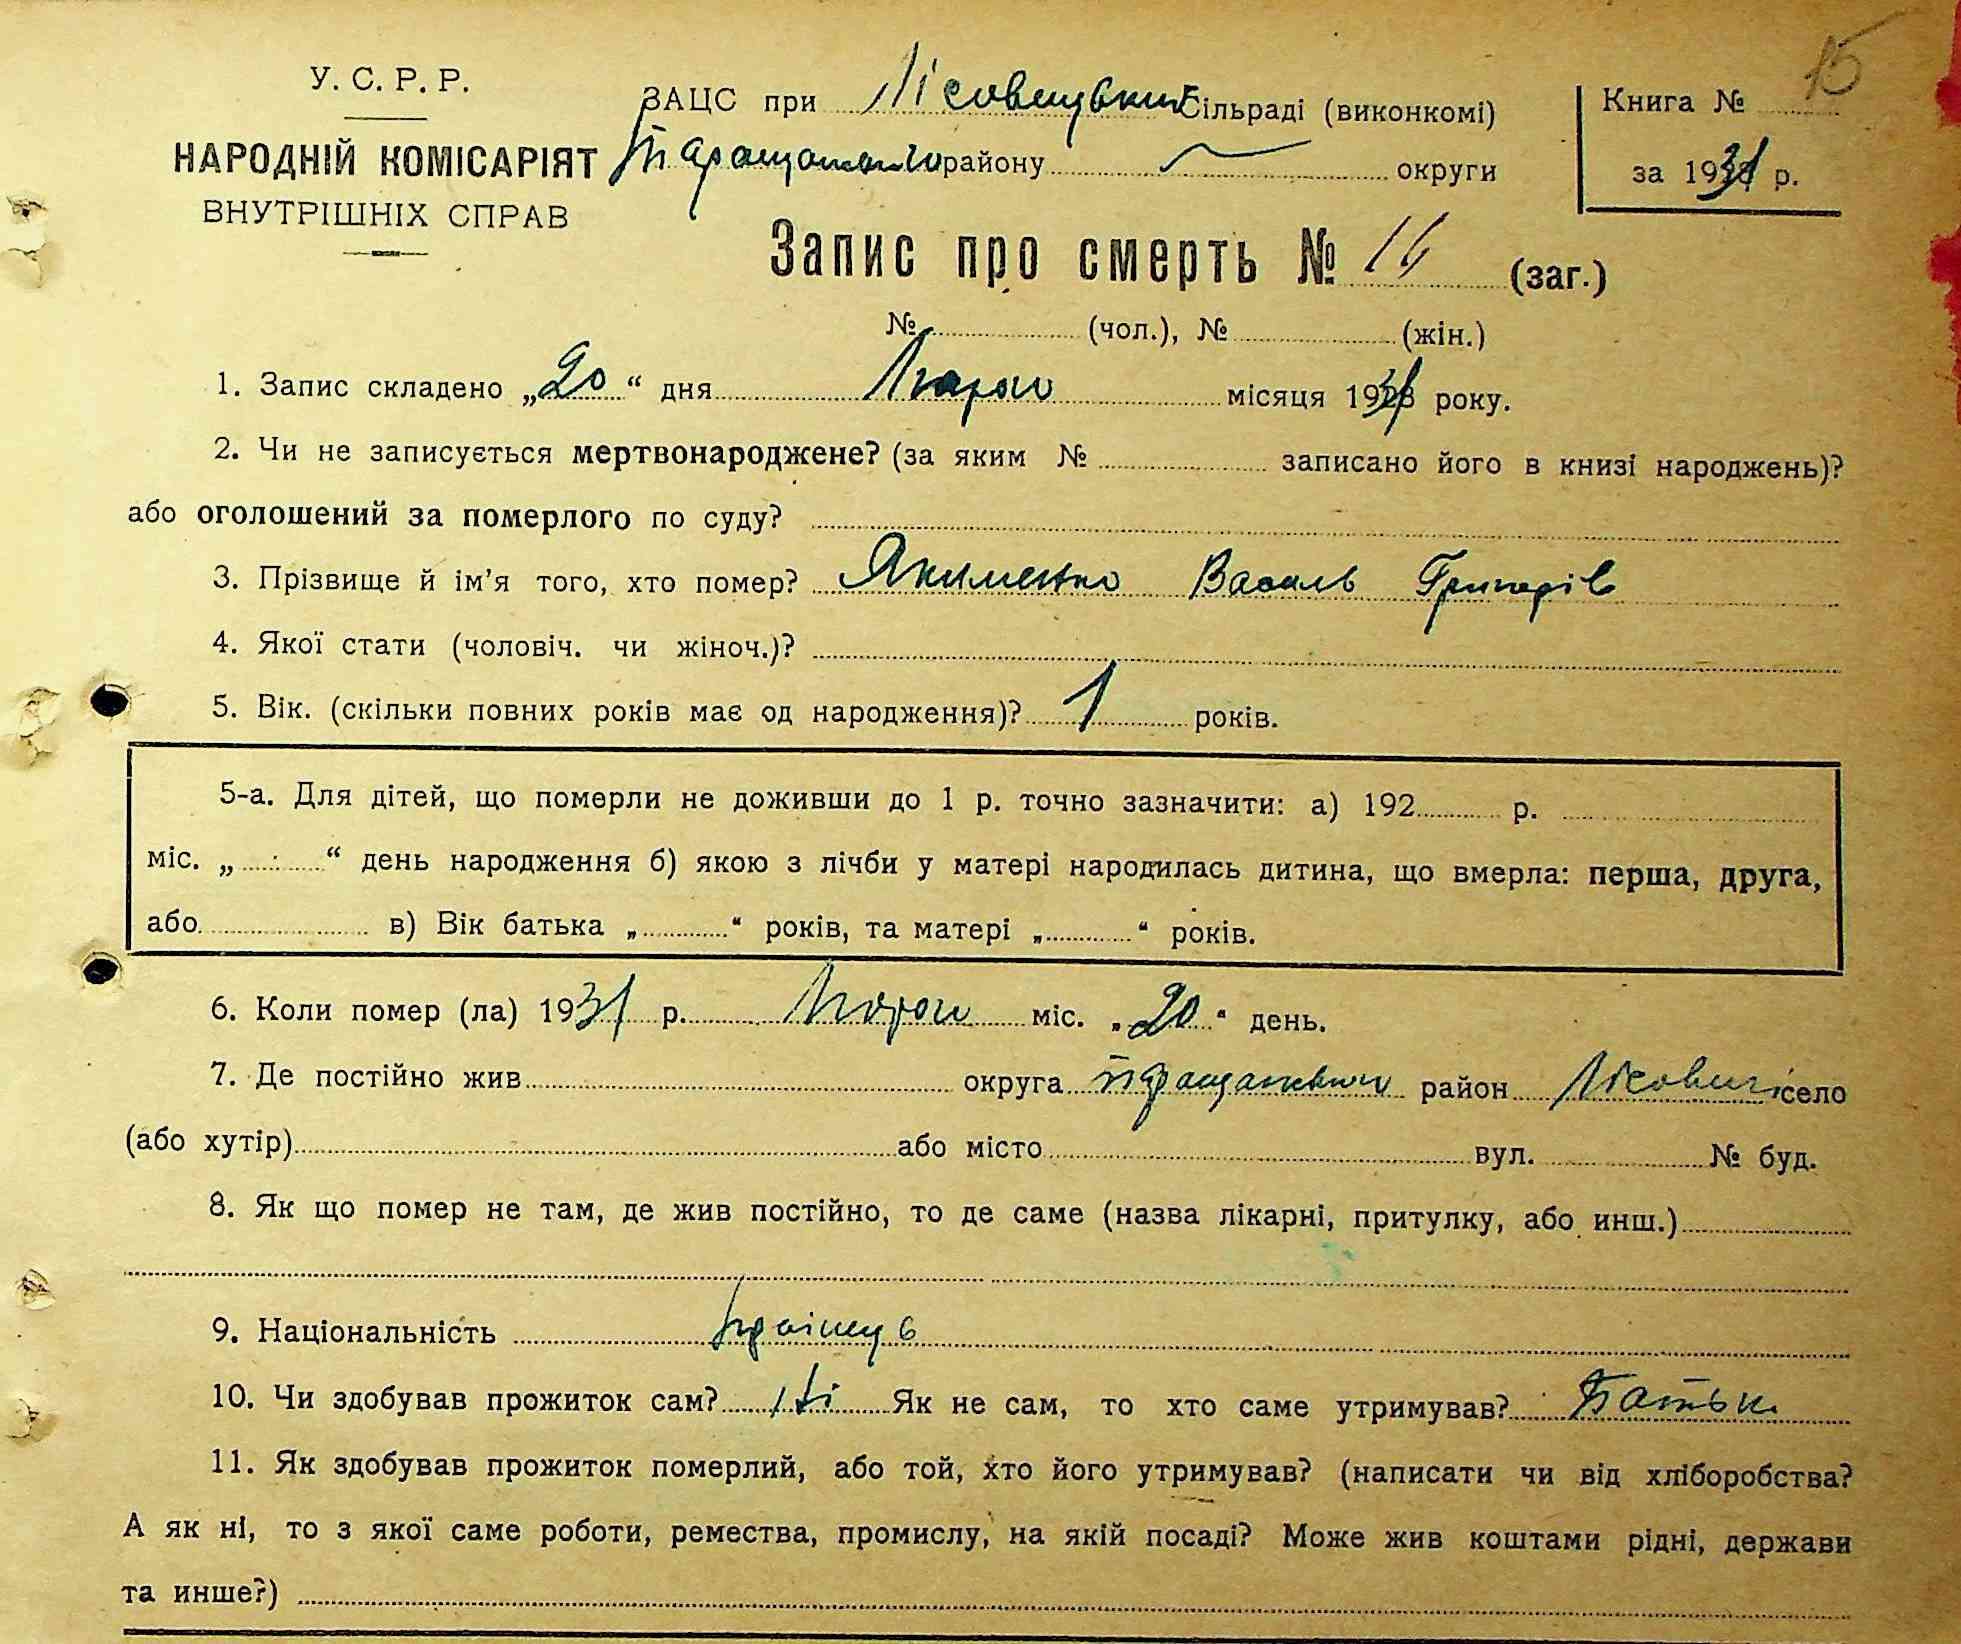 15
У. С. Р. Р.
НАРОДНІЙ КОМІСАРІЯТ
ВНУТРІШНІХ СПРАВ
ЗАЦС при Лісовицький сільраді (виконкомі)
району округи
Книга №
за 1931 р.
Запис про смерть № 14 (заг.)
№ (чол.), № (жін.)
1. Запис складено „20“ дня Марта місяця 1931 року.
2. Чи не записується мертвонароджене? (за яким № записано його в книзі народжень)?
або оголошений за померлого по суду?
3. Прізвище й ім’я того, хто помер? Якименко Василь Григорів
4. Якої стати (чоловіч. чи жіноч.)?
5. Вік. (скільки повних років має од народження)? 1 років.
5-а. Для дітей, що померли не доживши до 1 р. точно зазначити: а) 192 р.
міс. „ “ день народження б) якою з лічби у матері народилась дитина, що вмерла: перша, друга,
або в) Вік батька „ “ років, та матері „ “ років.
6. Коли помер (ла) 1931 р. Марта міс. „20“ день.
7. Де постійно жив округа район Лісовичі село
(або хутір) або місто вул. № буд.
8. Як що помер не там, де жив постійно, то де саме (назва лікарні, притулку, або инш.)
9. Національність
10. Чи здобував прожиток сам? Ні Як не сам, то хто саме утримував? Батьки
11. Як здобував прожиток померлий, або той, хто його утримував? (написати чи від хліборобства?
А як ні, то з якої саме роботи, ремества, промислу, на якій посаді? Може жив коштами рідні, держави
та инше?)